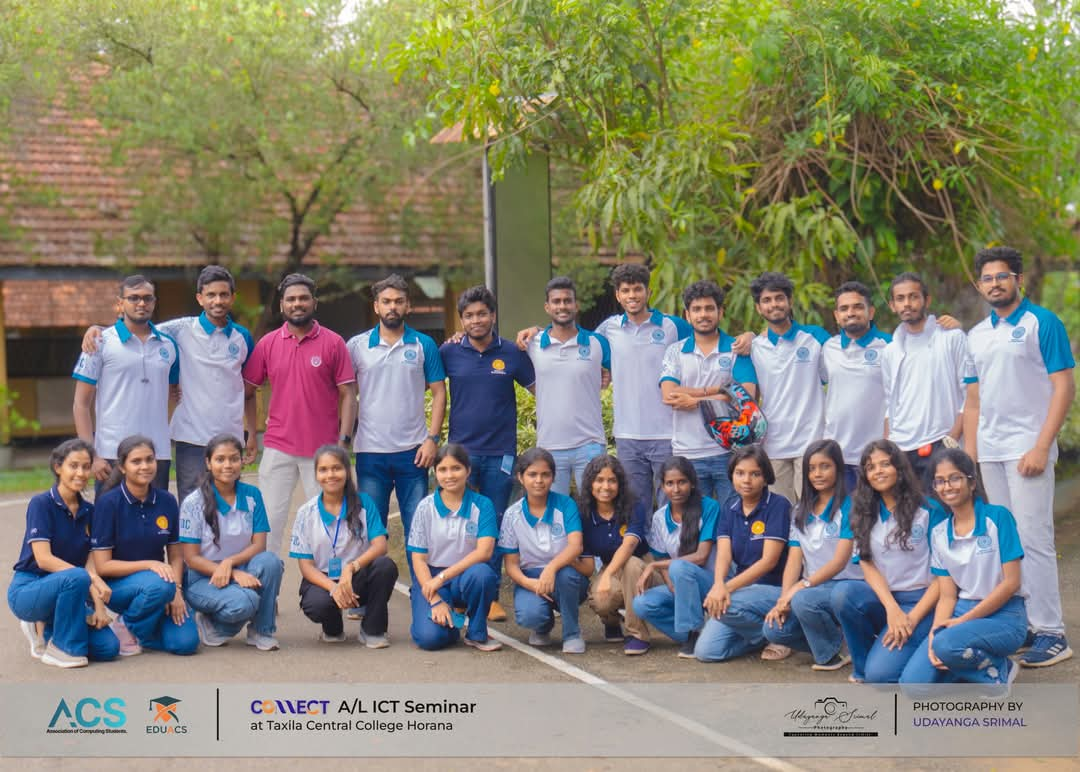 ACS
Association of Computing Students.
EDUACS
CONNECT A/L ICT Seminar
at Taxila Central College Horana
Udayanga Srimal
Photography
PHOTOGRAPHY BY
UDAYANGA SRIMAL